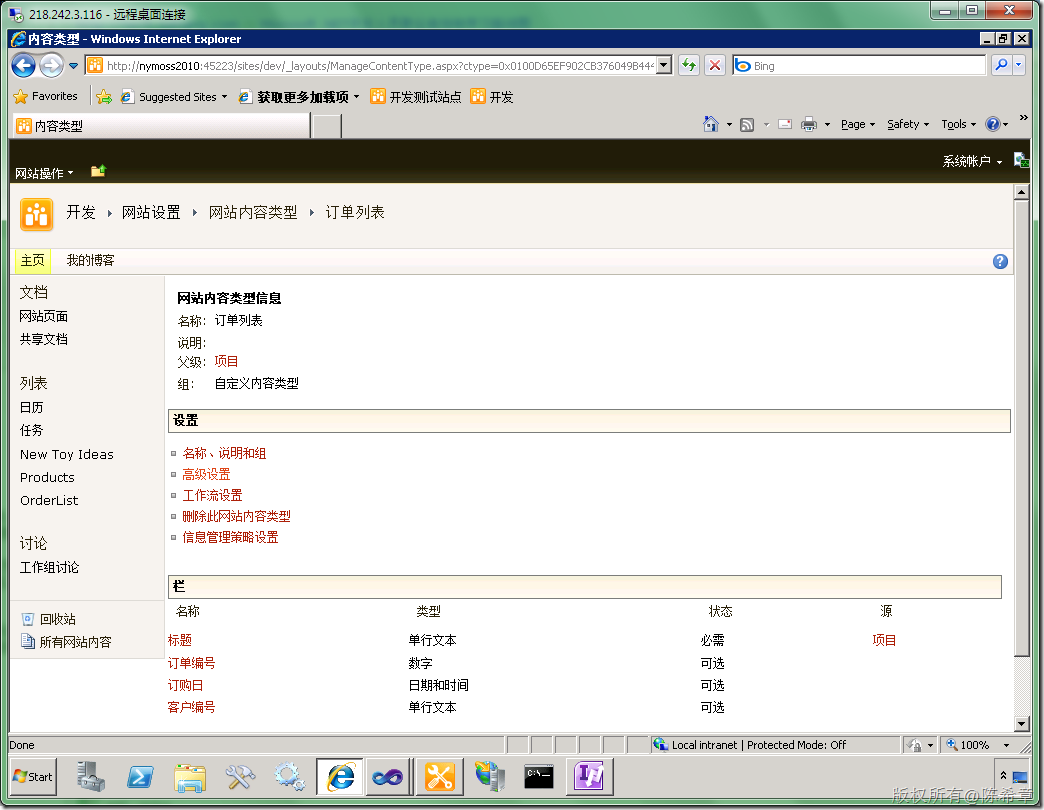 218.242.3.116 - 远程桌面连接
内容类型 - Windows Internet Explorer
http://nymoss2010:45223/sites/dev/_layouts/ManageContentType.aspx?ctype=0x0100D65EF902CB376049B444
Bing
Favorites Suggested Sites 获取更多加载项 开发测试站点 开发
内容类型
Page Safety Tools
系统帐户
网站操作
开发 网站设置 网站内容类型 订单列表
主页 我的博客
文档
网站页面
共享文档
列表
日历
任务
New Toy Ideas
Products
OrderList
讨论
工作组讨论
回收站
所有网站内容
网站内容类型信息
名称: 订单列表
说明:
父级: 项目
组: 自定义内容类型
设置
名称、说明和组
高级设置
工作流设置
删除此网站内容类型
信息管理策略设置
栏
名称 类型 状态 源
标题 单行文本 必需 项目
订单编号 数字 可选
订购日 日期和时间 可选
客户编号 单行文本 可选
Done
Local intranet | Protected Mode: Off
100%
Start
版权所有@陈希章